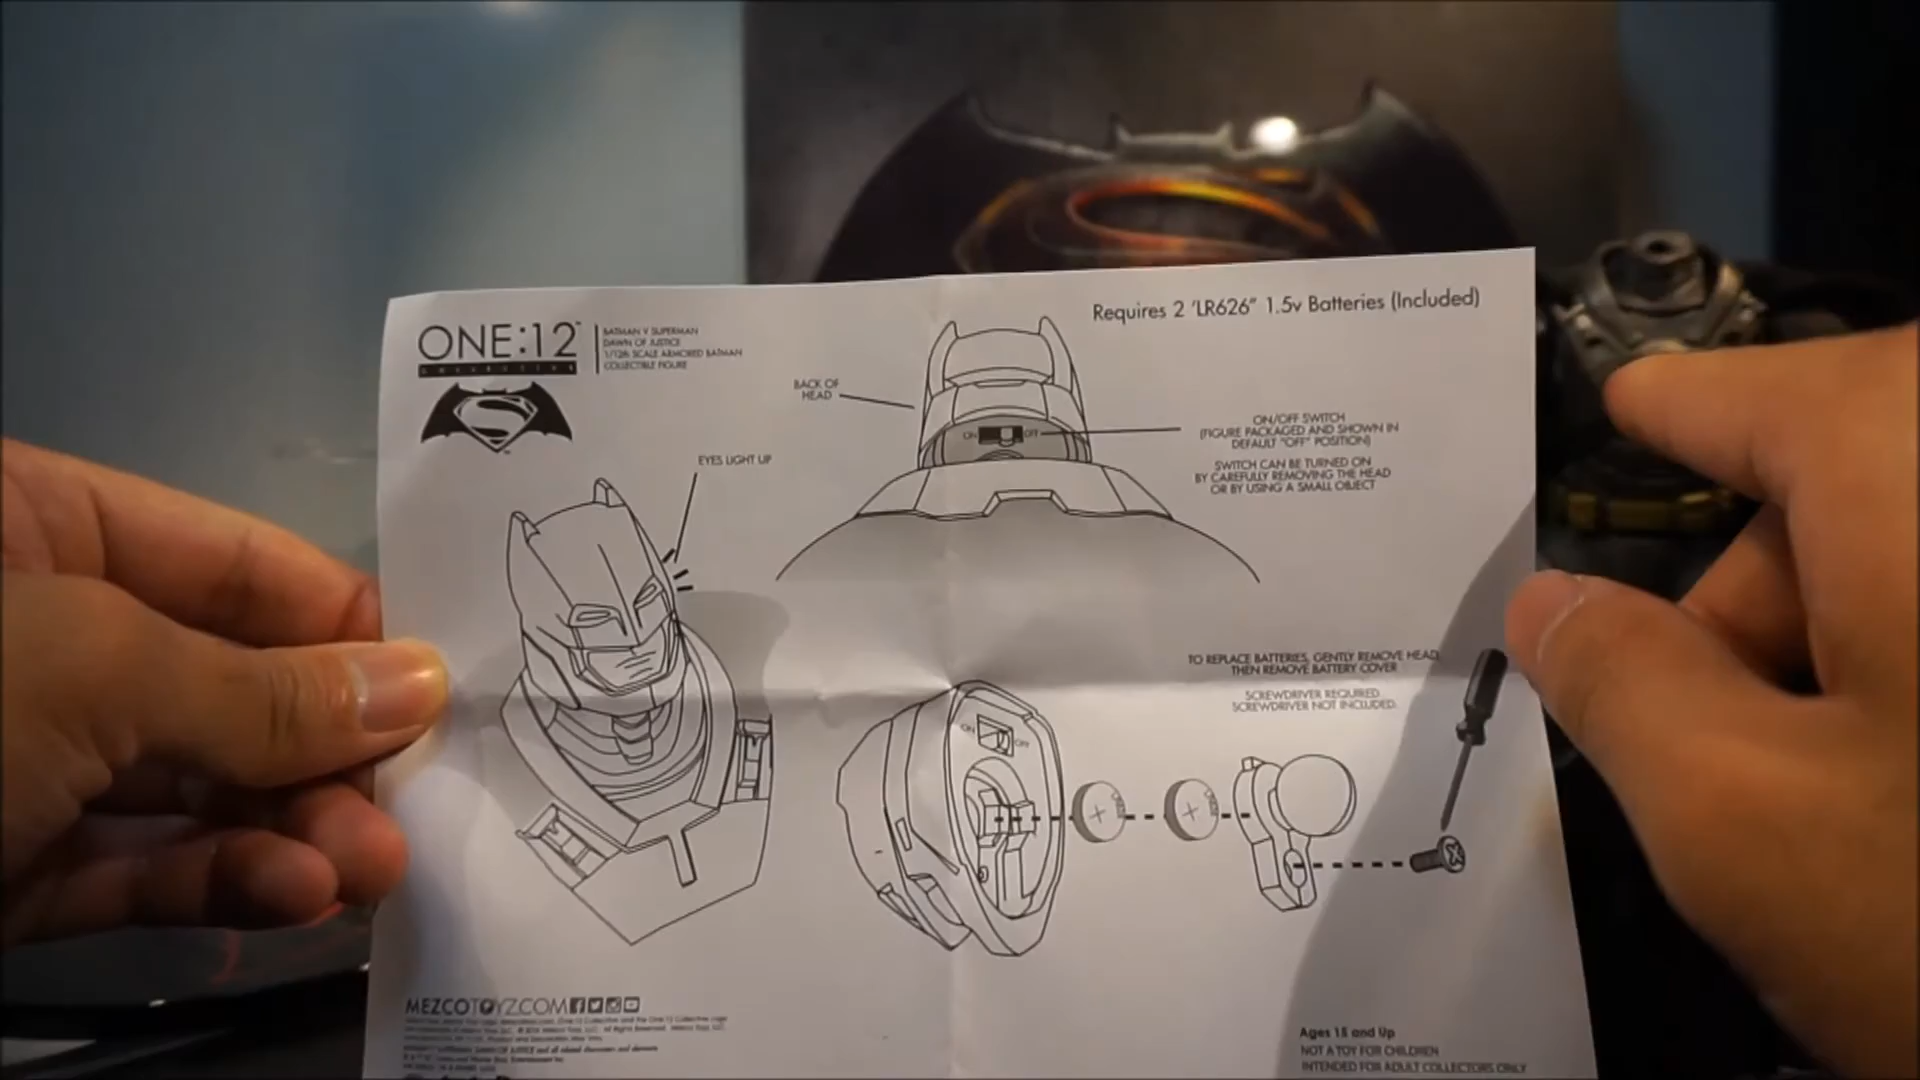 Requires 2 'LR626" 1.5v Batteries (Included)
ONE:12™
COLLECTIVE
BATMAN V SUPERMAN
DAWN OF JUSTICE
1/12th SCALE ARMORED BATMAN
COLLECTIBLE FIGURE
BACK OF
HEAD
ON
OFF
ON/OFF SWITCH
(FIGURE PACKAGED AND SHOWN IN
DEFAULT "OFF" POSITION)
SWITCH CAN BE TURNED ON
BY CAREFULLY REMOVING THE HEAD
OR BY USING A SMALL OBJECT
EYES LIGHT UP
TO REPLACE BATTERIES, GENTLY REMOVE HEAD,
THEN REMOVE BATTERY COVER
SCREWDRIVER REQUIRED
SCREWDRIVER NOT INCLUDED.
ON
OFF
MEZCOTOYZ.COM
Ages 15 and Up
NOT A TOY FOR CHILDREN
INTENDED FOR ADULT COLLECTORS ONLY